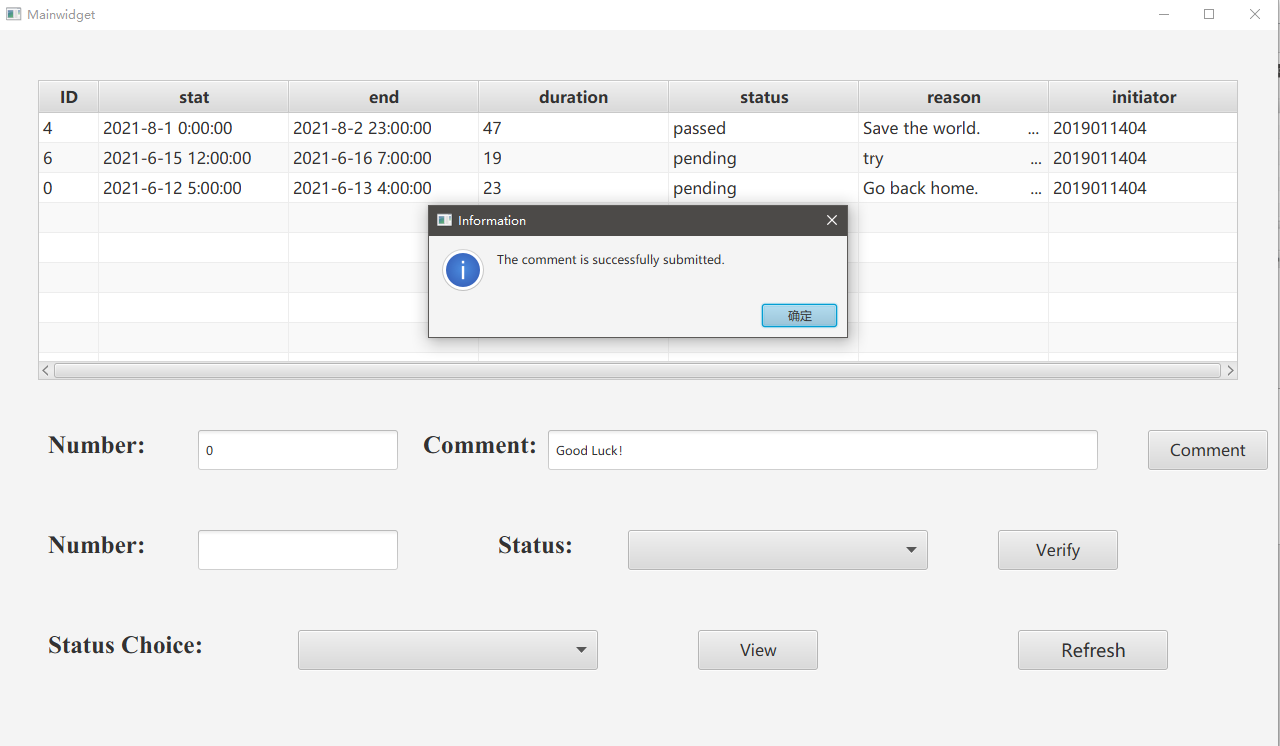 Mainwidget
ID stat end duration status reason initiator
4 2021-8-1 0:00:00 2021-8-2 23:00:00 47 passed Save the world. ... 2019011404
6 2021-6-15 12:00:00 2021-6-16 7:00:00 19 pending try ... 2019011404
0 2021-6-12 5:00:00 2021-6-13 4:00:00 23 pending Go back home. ... 2019011404
Information
The comment is successfully submitted.
确定
Number: 0 Comment: Good Luck! Comment
Number: Status: Verify
Status Choice: View Refresh